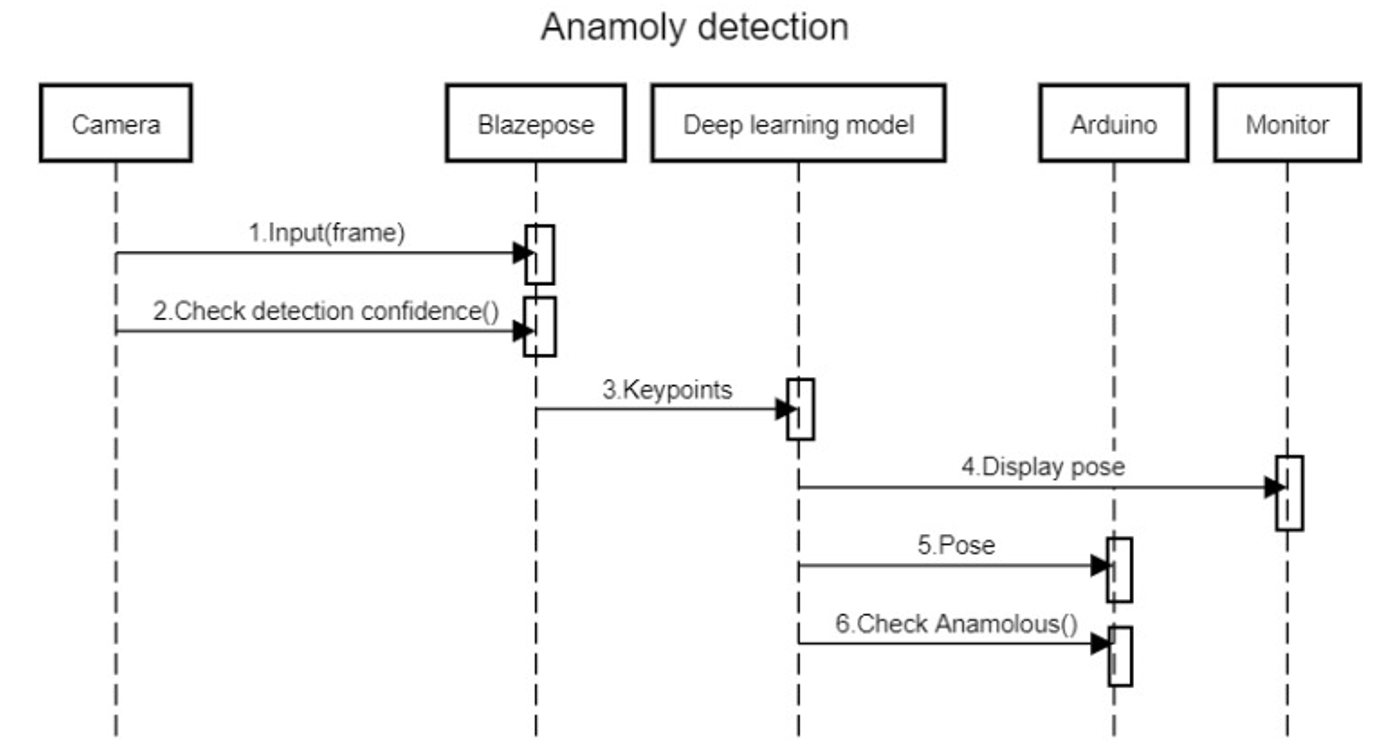 Anamoly detection
Camera
Blazepose
Deep learning model
Arduino
Monitor
1.Input(frame)
2.Check detection confidence()
3.Keypoints
4.Display pose
5.Pose
6.Check Anamolous()